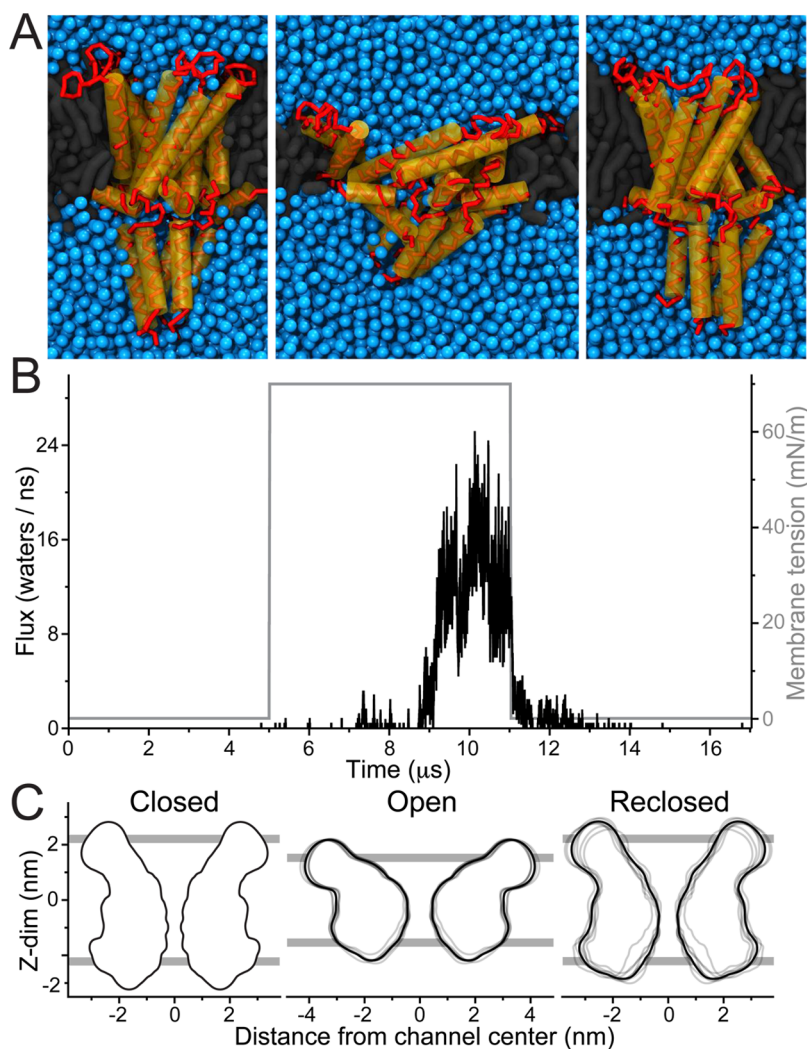 A
B
24
16
8
0
Flux (waters / ns)
60
40
20
0
Membrane tension (mN/m)
0 2 4 6 8 10 12 14 16
Time (μs)
C
Closed Open Reclosed
2
0
-2
Z-dim (nm)
-2 0 2 -4 -2 0 2 4 -2 0 2
Distance from channel center (nm)